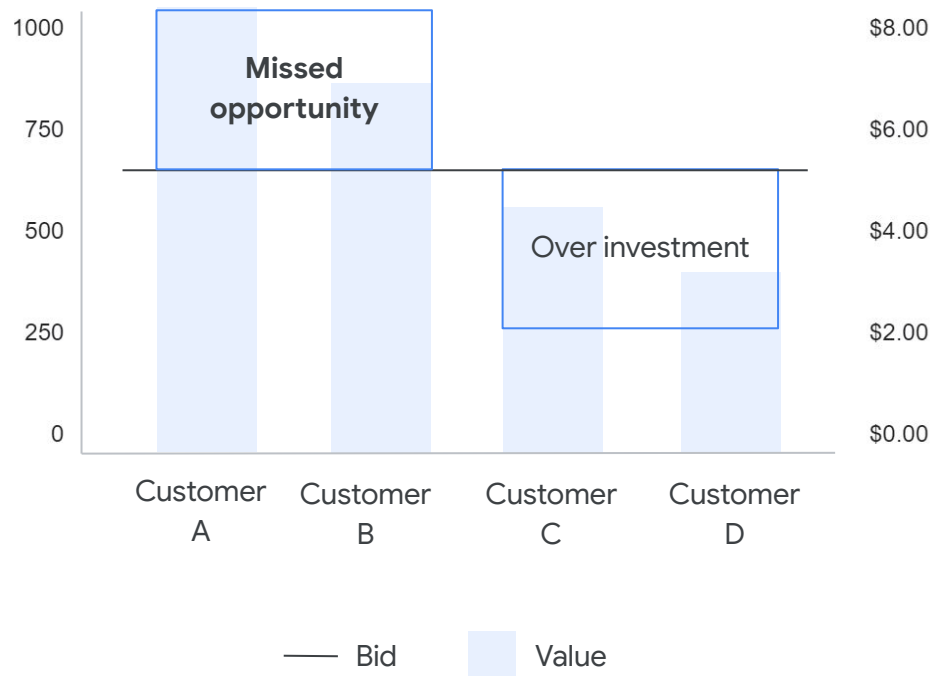 1000
$8.00
Missed
opportunity
750
$6.00
500
$4.00
Over investment
250
$2.00
0
$0.00
Customer
A
Customer
B
Customer
C
Customer
D
Bid
Value